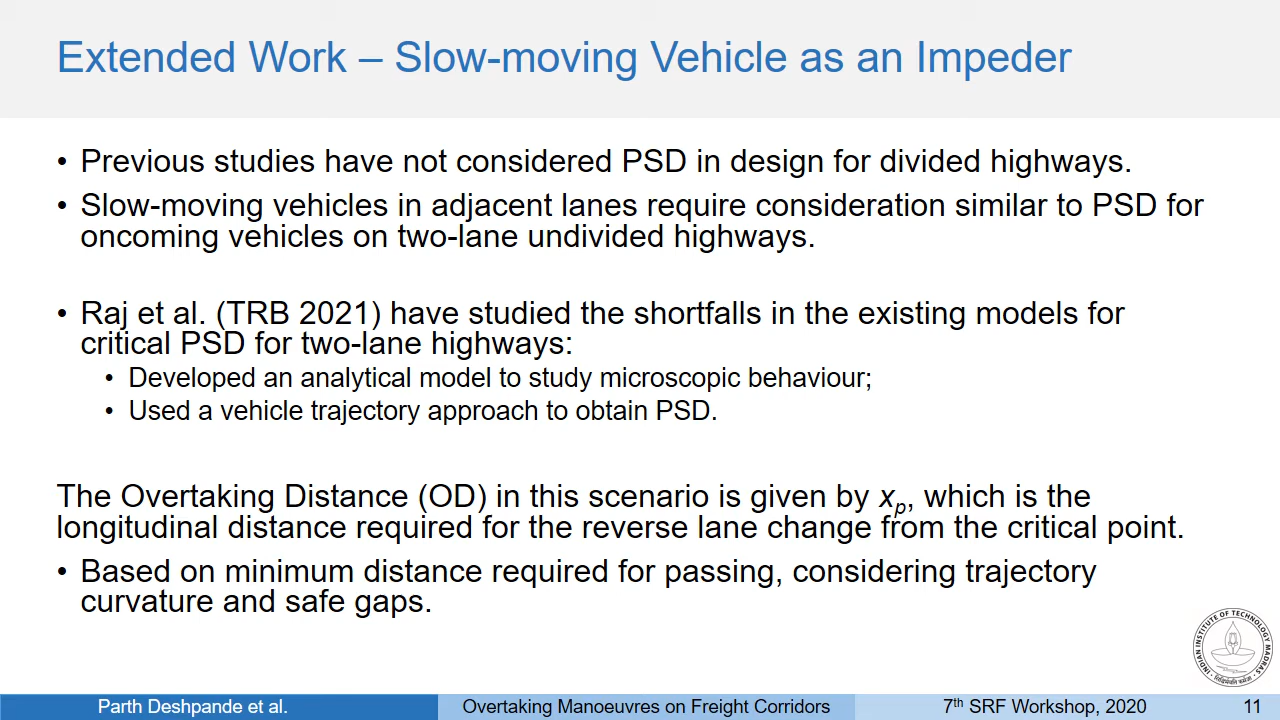 Extended Work – Slow-moving Vehicle as an Impeder
• Previous studies have not considered PSD in design for divided highways.
• Slow-moving vehicles in adjacent lanes require consideration similar to PSD for
oncoming vehicles on two-lane undivided highways.
• Raj et al. (TRB 2021) have studied the shortfalls in the existing models for
critical PSD for two-lane highways:
• Developed an analytical model to study microscopic behaviour;
• Used a vehicle trajectory approach to obtain PSD.
The Overtaking Distance (OD) in this scenario is given by xp, which is the
longitudinal distance required for the reverse lane change from the critical point.
• Based on minimum distance required for passing, considering trajectory
curvature and safe gaps.
INDIAN INSTITUTE OF TECHNOLOGY MADRAS
Parth Deshpande et al.
Overtaking Manoeuvres on Freight Corridors
7th SRF Workshop, 2020
11